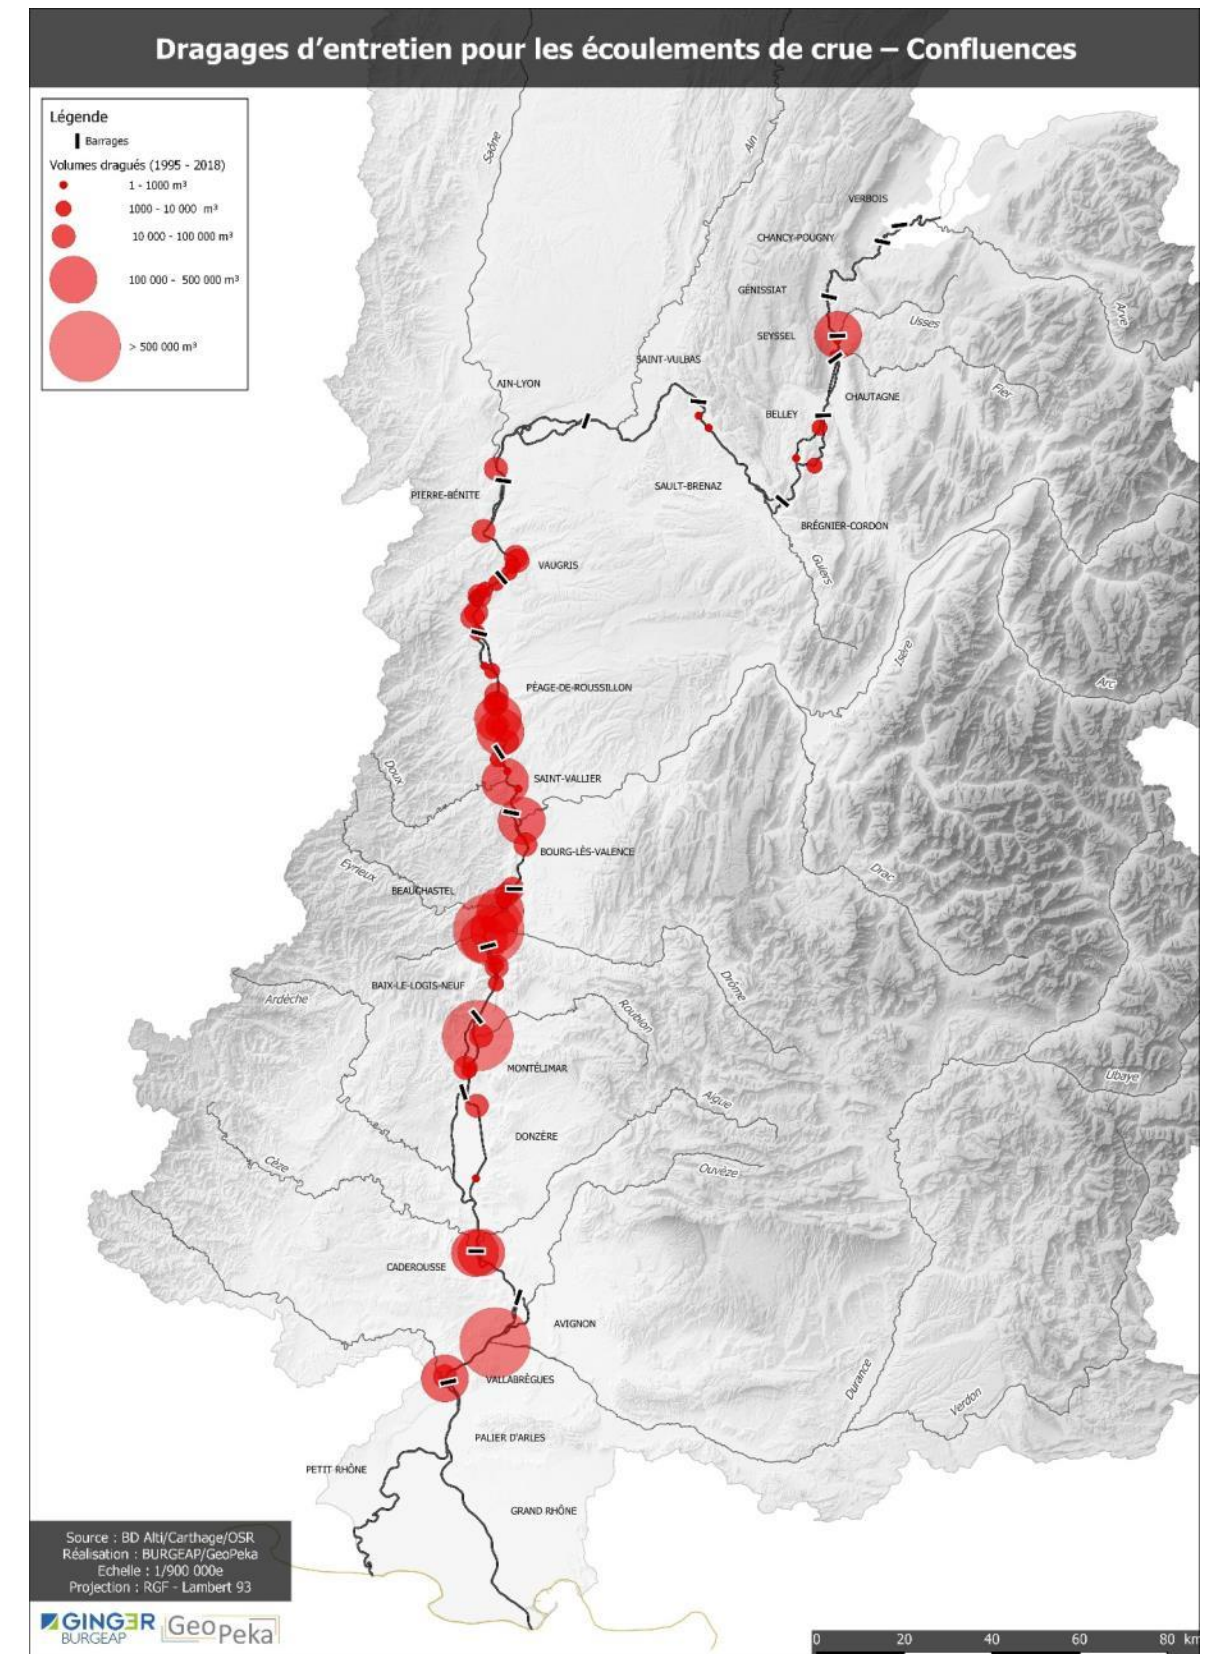 Dragages d'entretien pour les écoulements de crue – Confluences
Légende
Barrages
Volumes dragués (1995 - 2018)
1 - 1000 m³
1000 - 10 000 m³
10 000 - 100 000 m³
100 000 - 500 000 m³
> 500 000 m³
Saône
Ain
VERBOIS
CHANCY-POUGNY
GÉNISSIAT
Arve
Usses
SEYSSEL
SAINT-VULBAS
AIN-LYON
Fier
CHAUTAGNE
BELLEY
PIERRE-BÉNITE
SAULT-BRENAZ
BRÉGNIER-CORDON
VAUGRIS
Guiers
Isère
Arc
PÉAGE-DE-ROUSSILLON
Doux
SAINT-VALLIER
BOURG-LÈS-VALENCE
Eyrieux
Drac
BEAUCHASTEL
BAIX-LE-LOGIS-NEUF
Drôme
Ardèche
Roubion
MONTÉLIMAR
Ubaye
Aigue
DONZÈRE
Cèze
Ouvèze
CADEROUSSE
AVIGNON
VALLABRÈGUES
Durance
Verdon
PALIER D'ARLES
PETIT RHÔNE
GRAND RHÔNE
Source : BD Alti/Carthage/OSR
Réalisation : BURGEAP/GeoPeka
Echelle : 1/900 000e
Projection : RGF - Lambert 93
GINGER
BURGEAP
GeoPeka
0 20 40 60 80 km